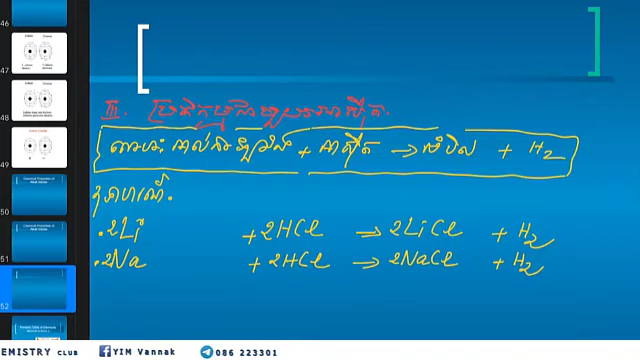 46
47
48
49
50
51
52
III. ប្រតិកម្មជាមួយអាស៊ីត.
លោហៈអាល់កាឡាំង + អាស៊ីត → អំបិល + H₂
ឧទាហរណ៍.
.2Li + 2HCl → 2LiCl + H₂
.2Na + 2HCl → 2NaCl + H₂
EMISTRY CLUB YIM Vannak 086 223301